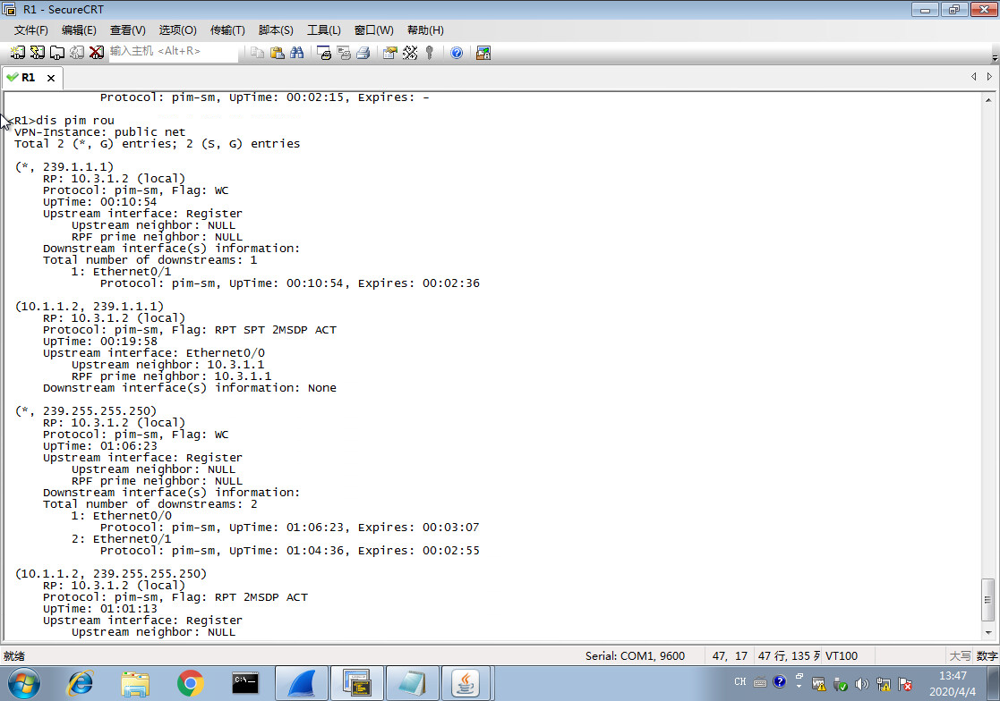 R1 - SecureCRT
文件(F) 编辑(E) 查看(V) 选项(O) 传输(T) 脚本(S) 工具(L) 窗口(W) 帮助(H)
输入主机 <Alt+R>
R1
Protocol: pim-sm, UpTime: 00:02:15, Expires: -
<R1>dis pim rou
VPN-Instance: public net
Total 2 (*, G) entries; 2 (S, G) entries
(*, 239.1.1.1)
RP: 10.3.1.2 (local)
Protocol: pim-sm, Flag: WC
UpTime: 00:10:54
Upstream interface: Register
Upstream neighbor: NULL
RPF prime neighbor: NULL
Downstream interface(s) information:
Total number of downstreams: 1
1: Ethernet0/1
Protocol: pim-sm, UpTime: 00:10:54, Expires: 00:02:36
(10.1.1.2, 239.1.1.1)
RP: 10.3.1.2 (local)
Protocol: pim-sm, Flag: RPT SPT 2MSDP ACT
UpTime: 00:19:58
Upstream interface: Ethernet0/0
Upstream neighbor: 10.3.1.1
RPF prime neighbor: 10.3.1.1
Downstream interface(s) information: None
(*, 239.255.255.250)
RP: 10.3.1.2 (local)
Protocol: pim-sm, Flag: WC
UpTime: 01:06:23
Upstream interface: Register
Upstream neighbor: NULL
RPF prime neighbor: NULL
Downstream interface(s) information:
Total number of downstreams: 2
1: Ethernet0/0
Protocol: pim-sm, UpTime: 01:06:23, Expires: 00:03:07
2: Ethernet0/1
Protocol: pim-sm, UpTime: 01:04:36, Expires: 00:02:55
(10.1.1.2, 239.255.255.250)
RP: 10.3.1.2 (local)
Protocol: pim-sm, Flag: RPT 2MSDP ACT
UpTime: 01:01:13
Upstream interface: Register
Upstream neighbor: NULL
就绪 Serial: COM1, 9600 47, 17 47 行, 135 列 VT100 大写 数字
C:\_
CH 13:47
2020/4/4